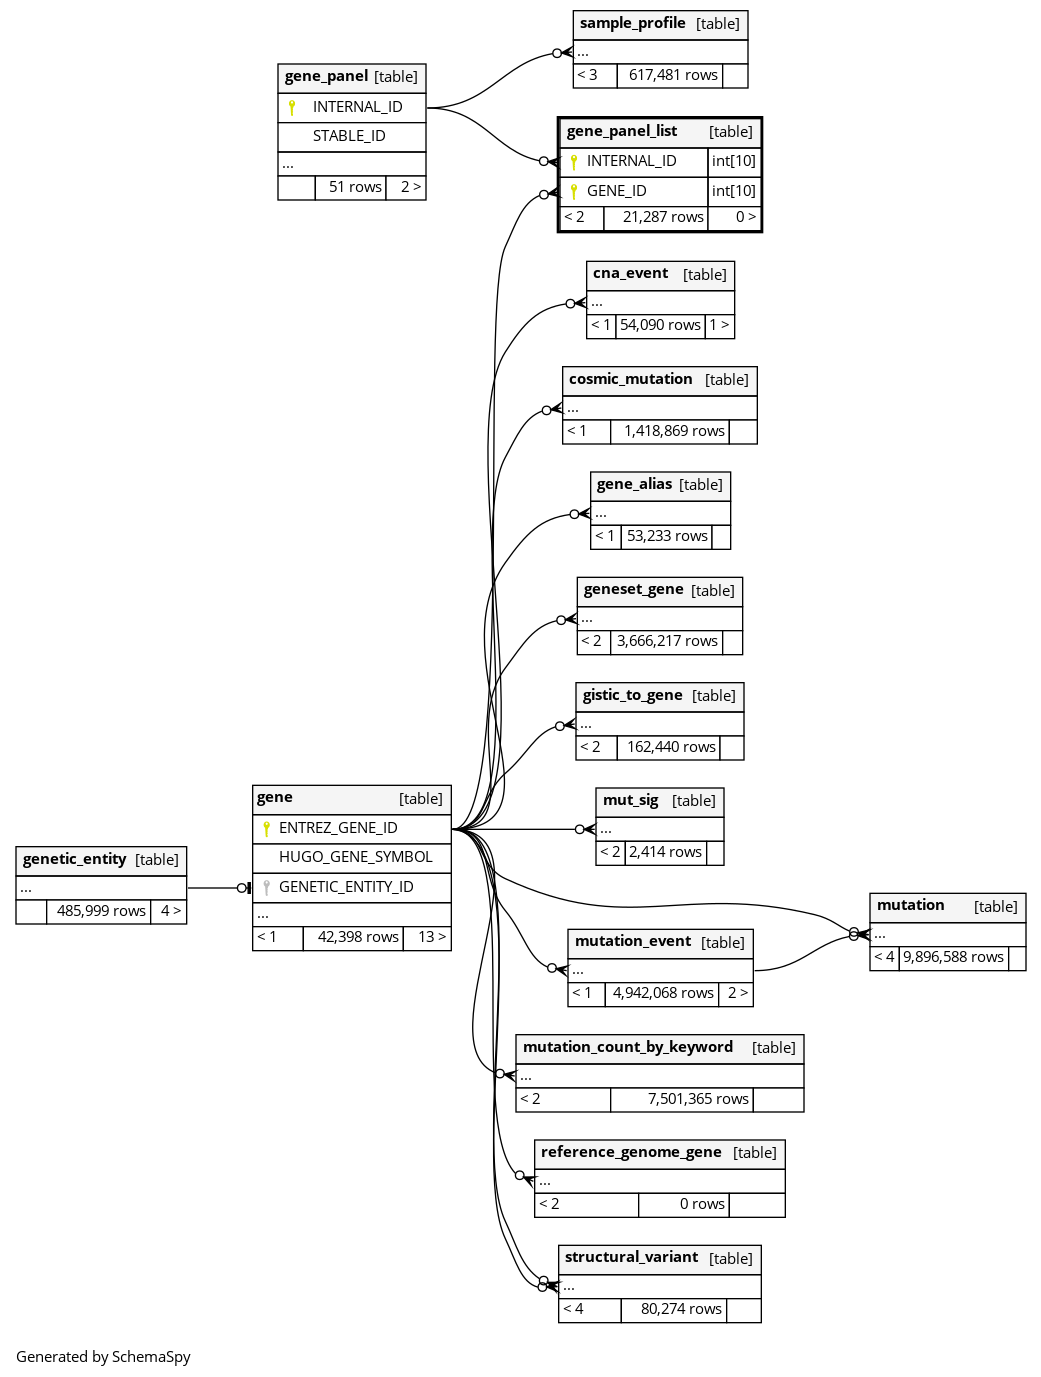 sample_profile [table]
...
< 3 617,481 rows
gene_panel [table]
INTERNAL_ID
STABLE_ID
...
51 rows 2 >
gene_panel_list [table]
INTERNAL_ID int[10]
GENE_ID int[10]
< 2 21,287 rows 0 >
cna_event [table]
...
< 1 54,090 rows 1 >
cosmic_mutation [table]
...
< 1 1,418,869 rows
gene_alias [table]
...
< 1 53,233 rows
geneset_gene [table]
...
< 2 3,666,217 rows
gistic_to_gene [table]
...
< 2 162,440 rows
gene [table]
ENTREZ_GENE_ID
HUGO_GENE_SYMBOL
GENETIC_ENTITY_ID
...
< 1 42,398 rows 13 >
mut_sig [table]
...
< 2 2,414 rows
genetic_entity [table]
...
485,999 rows 4 >
mutation [table]
...
< 4 9,896,588 rows
mutation_event [table]
...
< 1 4,942,068 rows 2 >
mutation_count_by_keyword [table]
...
< 2 7,501,365 rows
reference_genome_gene [table]
...
< 2 0 rows
structural_variant [table]
...
< 4 80,274 rows
Generated by SchemaSpy